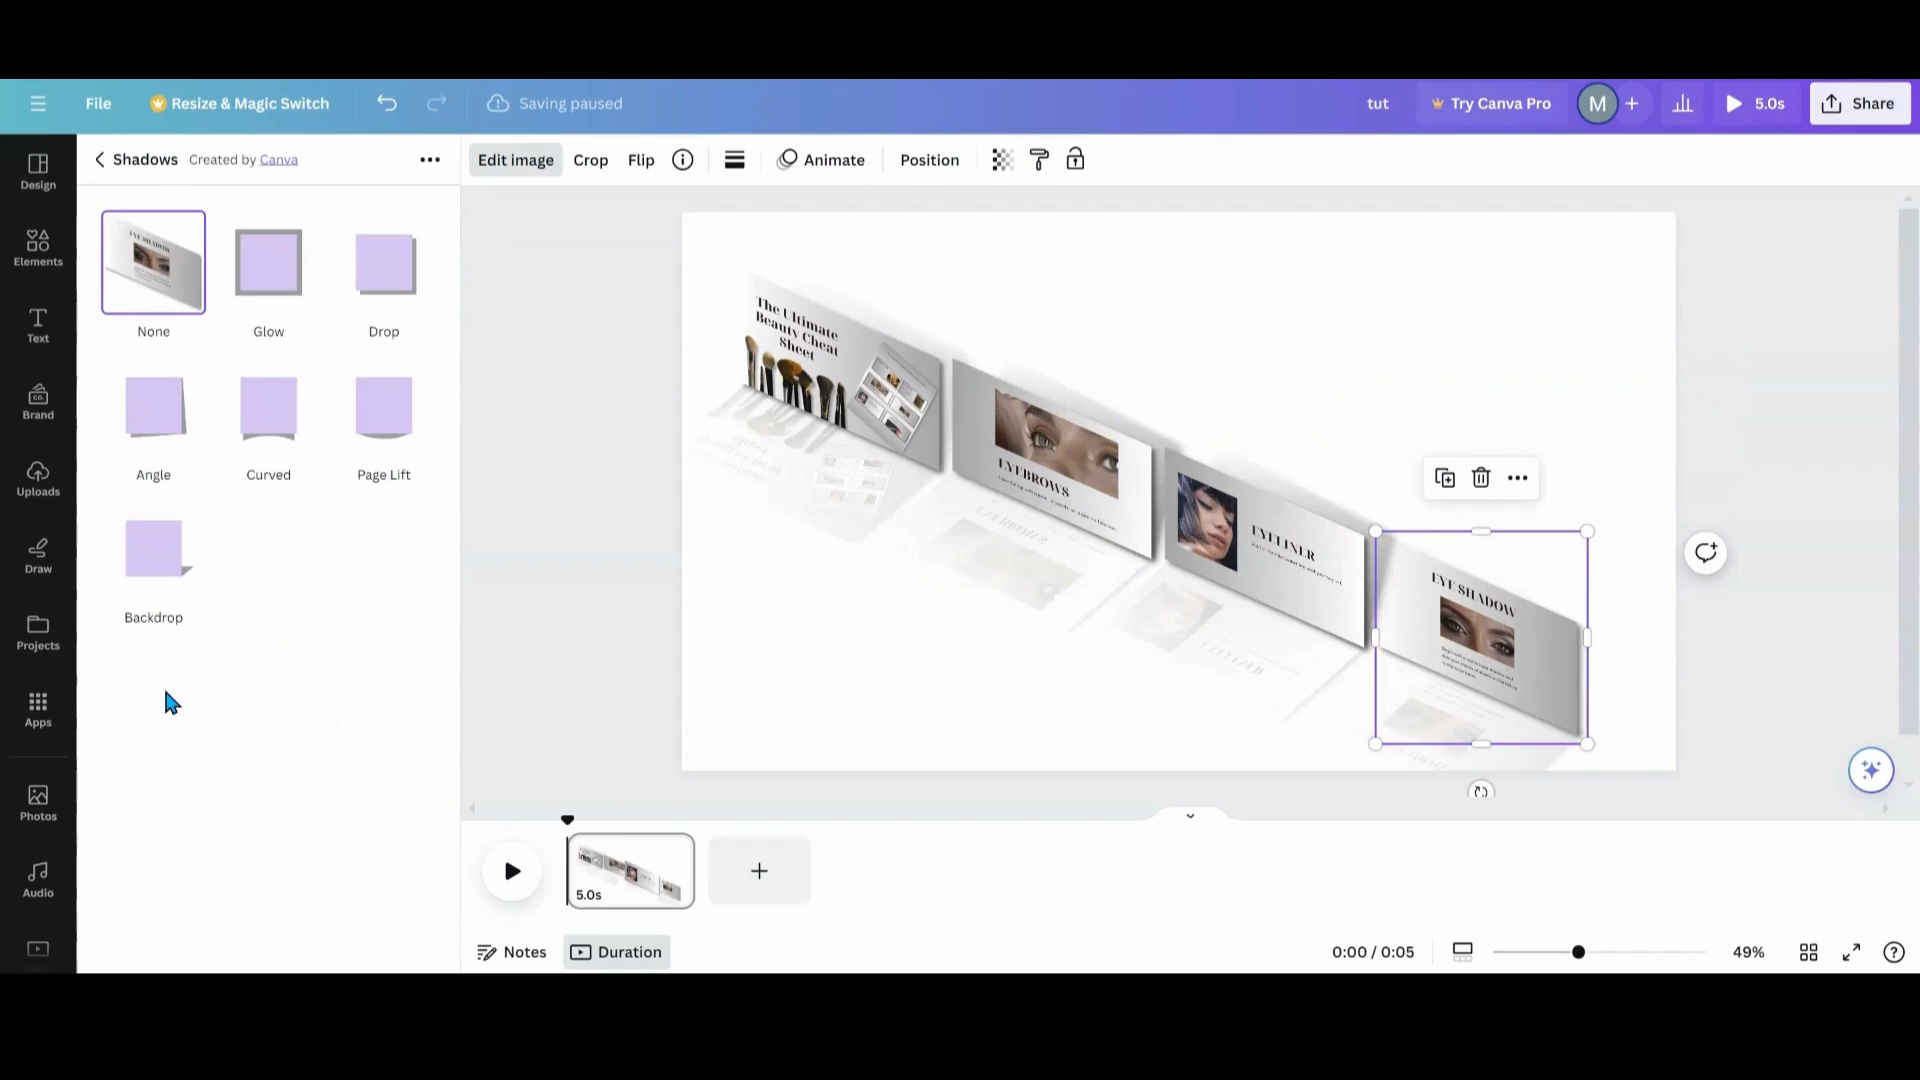 File
Resize & Magic Switch
Saving paused
tut
Try Canva Pro
M
5.0s
Share
Design
Elements
Text
Brand
Uploads
Draw
Projects
Apps
Photos
Audio
Shadows
Created by Canva
None
Glow
Drop
Angle
Curved
Page Lift
Backdrop
Edit image
Crop
Flip
Animate
Position
The Ultimate
Beauty Cheat
Sheet
EYEBROWS
EYELINER
EYE SHADOW
EYE SHADOW
5.0s
Notes
Duration
0:00 / 0:05
49%